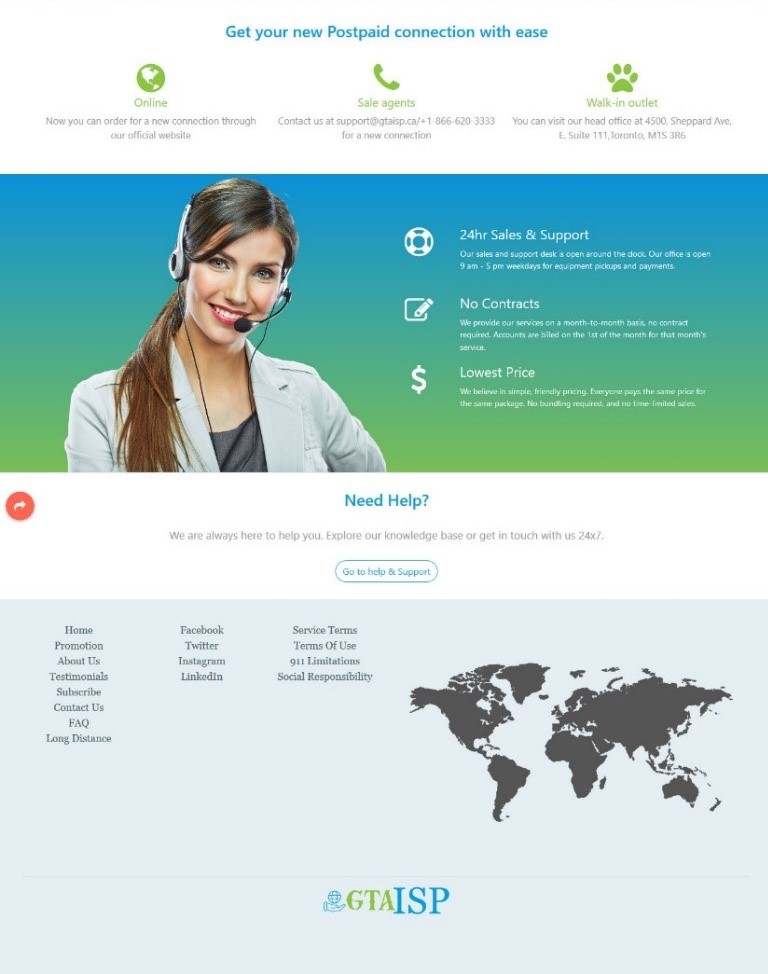 Get your new Postpaid connection with ease
Online
Now you can order for a new connection through
our official website
Sale agents
Contact us at support@gtaisp.ca/+1-866-620-3333
for a new connection
Walk-in outlet
You can visit our head office at 4500, Sheppard Ave,
E. Suite 111,Toronto, M1S 3R6
24hr Sales & Support
Our sales and support desk is open around the clock. Our office is open
9 am - 5 pm weekdays for equipment pickups and payments.
No Contracts
We provide our services on a month-to-month basis, no contract
required. Accounts are billed on the 1st of the month for that month's
service.
Lowest Price
We believe in simple, friendly pricing. Everyone pays the same price for
the same package. No bundling required, and no time-limited sales.
Need Help?
We are always here to help you. Explore our knowledge base or get in touch with us 24x7.
Go to help & Support
Home
Promotion
About Us
Testimonials
Subscribe
Contact Us
FAQ
Long Distance
Facebook
Twitter
Instagram
LinkedIn
Service Terms
Terms Of Use
911 Limitations
Social Responsibility
GTAISP